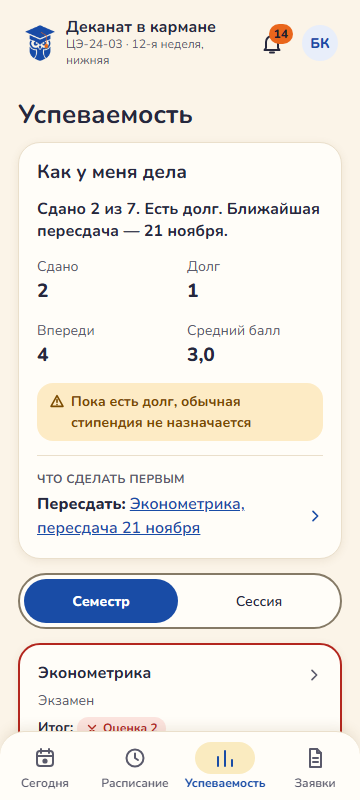 Деканат в кармане
ЦЭ-24-03 · 12-я неделя,
нижняя
14
БК
Успеваемость
Как у меня дела
Сдано 2 из 7. Есть долг. Ближайшая
пересдача — 21 ноября.
Сдано
Долг
2
1
Впереди
Средний балл
4
3,0
Пока есть долг, обычная
стипендия не назначается
ЧТО СДЕЛАТЬ ПЕРВЫМ
Пересдать: Эконометрика,
пересдача 21 ноября
Семестр
Сессия
Эконометрика
Экзамен
Итог: Оценка 2
Сегодня
Расписание
Успеваемость
Заявки